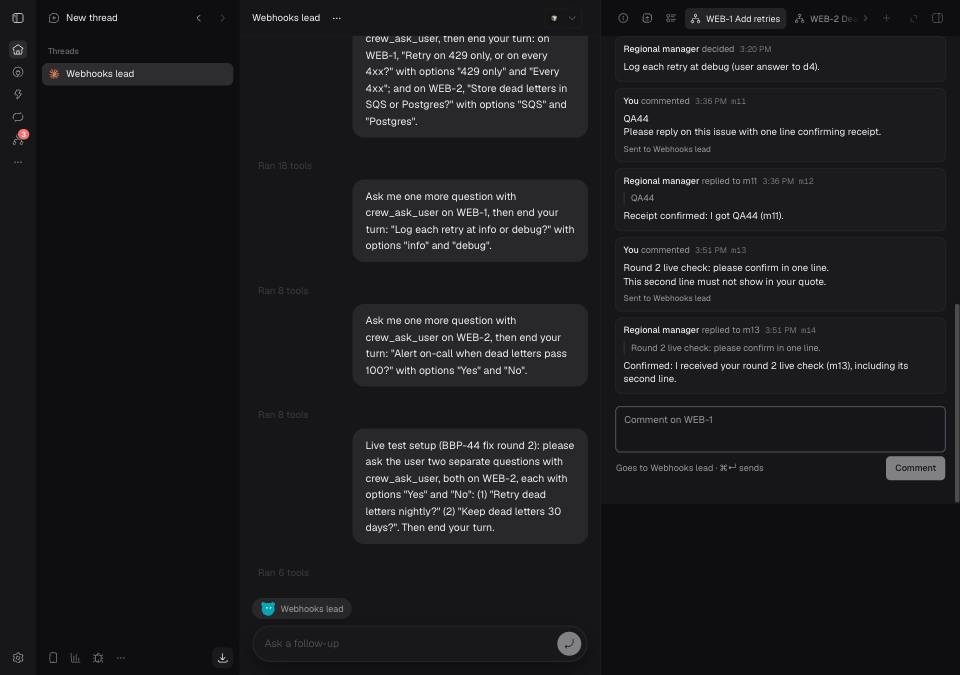 New thread
Threads
Webhooks lead
3
Webhooks lead
crew_ask_user, then end your turn: on
WEB-1, "Retry on 429 only, or on every
4xx?" with options "429 only" and "Every
4xx"; and on WEB-2, "Store dead letters in
SQS or Postgres?" with options "SQS" and
"Postgres".
Ran 18 tools
Ask me one more question with
crew_ask_user on WEB-1, then end your
turn: "Log each retry at info or debug?" with
options "info" and "debug".
Ran 8 tools
Ask me one more question with
crew_ask_user on WEB-2, then end your
turn: "Alert on-call when dead letters pass
100?" with options "Yes" and "No".
Ran 8 tools
Live test setup (BBP-44 fix round 2): please
ask the user two separate questions with
crew_ask_user, both on WEB-2, each with
options "Yes" and "No": (1) "Retry dead
letters nightly?" (2) "Keep dead letters 30
days?". Then end your turn.
Ran 6 tools
Webhooks lead
Ask a follow-up
WEB-1 Add retries
WEB-2 Dea
Regional manager decided 3:20 PM
Log each retry at debug (user answer to d4).
You commented 3:36 PM m11
QA44
Please reply on this issue with one line confirming receipt.
Sent to Webhooks lead
Regional manager replied to m11 3:36 PM m12
QA44
Receipt confirmed: I got QA44 (m11).
You commented 3:51 PM m13
Round 2 live check: please confirm in one line.
This second line must not show in your quote.
Sent to Webhooks lead
Regional manager replied to m13 3:51 PM m14
Round 2 live check: please confirm in one line.
Confirmed: I received your round 2 live check (m13), including its
second line.
Comment on WEB-1
Goes to Webhooks lead · ⌘↵ sends
Comment